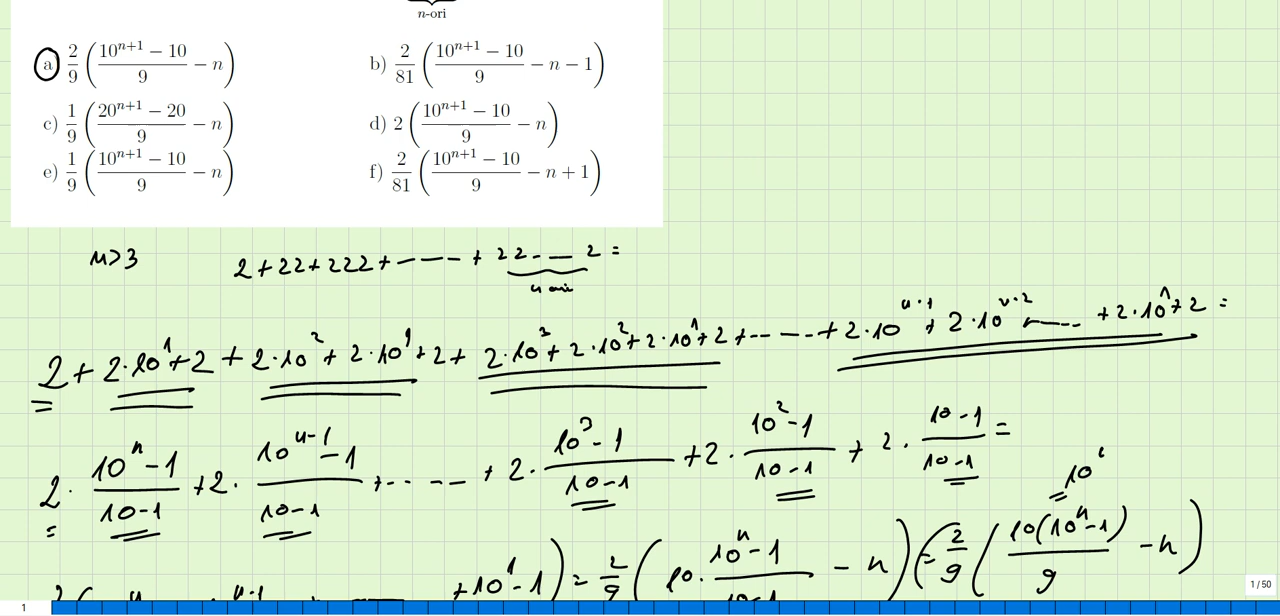 n-ori
a) 2/9 ( (10^{n+1} − 10)/9 − n )
b) 2/81 ( (10^{n+1} − 10)/9 − n − 1 )
c) 1/9 ( (20^{n+1} − 20)/9 − n )
d) 2 ( (10^{n+1} − 10)/9 − n )
e) 1/9 ( (10^{n+1} − 10)/9 − n )
f) 2/81 ( (10^{n+1} − 10)/9 − n + 1 )
n>3 2+22+222+-----+ 22-–2 =
n ori
2 + 2·10^1+2 + 2·10^2 + 2·10^1 + 2 + 2·10^3 + 2·10^2 + 2·10^1 + 2 + ----- + 2·10^{n-1} + 2·10^{n-2} ----- + 2·10^1 + 2 =
2 · (10^n −1)/(10−1) + 2 · (10^{n−1} −1)/(10−1) + ----- + 2 · (10^3 −1)/(10−1) + 2 · (10^2 −1)/(10−1) + 2 · (10−1)/(10−1) =
+10^1 −1 ) = 2/9 ( 10 · (10^n −1)/(10−1) − n ) = 2/9 ( 10(10^n −1)/9 − n )
1 / 50
1